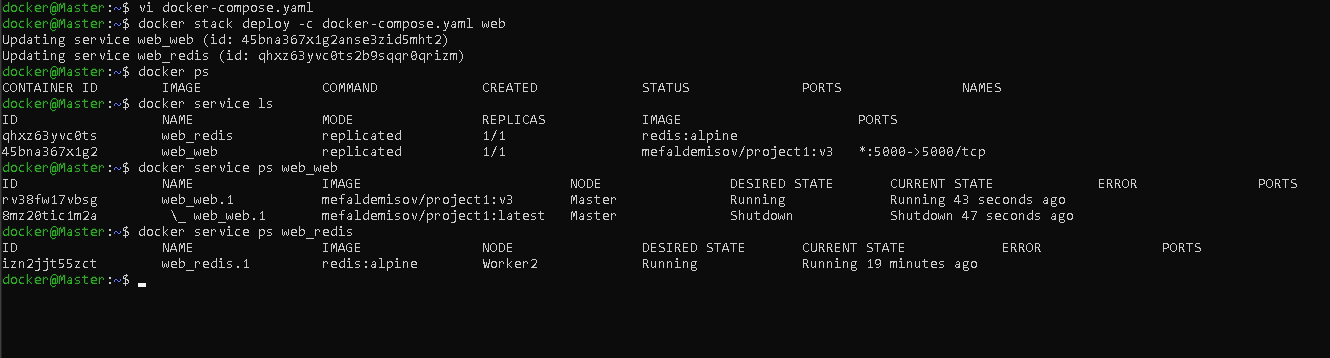 docker@Master:~$ vi docker-compose.yaml
docker@Master:~$ docker stack deploy -c docker-compose.yaml web
Updating service web_web (id: 45bna367x1g2anse3zid5mht2)
Updating service web_redis (id: qhxz63yvc0ts2b9sqqr0qrizm)
docker@Master:~$ docker ps
CONTAINER ID IMAGE COMMAND CREATED STATUS PORTS NAMES
docker@Master:~$ docker service ls
ID NAME MODE REPLICAS IMAGE PORTS
qhxz63yvc0ts web_redis replicated 1/1 redis:alpine
45bna367x1g2 web_web replicated 1/1 mefaldemisov/project1:v3 *:5000->5000/tcp
docker@Master:~$ docker service ps web_web
ID NAME IMAGE NODE DESIRED STATE CURRENT STATE ERROR PORTS
rv38fw17vbsg web_web.1 mefaldemisov/project1:v3 Master Running Running 43 seconds ago
8mz20tic1m2a \_ web_web.1 mefaldemisov/project1:latest Master Shutdown Shutdown 47 seconds ago
docker@Master:~$ docker service ps web_redis
ID NAME IMAGE NODE DESIRED STATE CURRENT STATE ERROR PORTS
izn2jjt55zct web_redis.1 redis:alpine Worker2 Running Running 19 minutes ago
docker@Master:~$